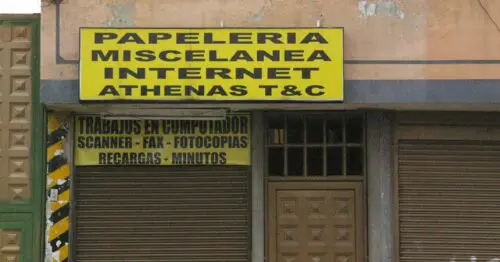 PAPELERIA
MISCELANEA
INTERNET
ATHENAS T&C
TRABAJOS EN COMPUTADOR
SCANNER - FAX - FOTOCOPIAS
RECARGAS - MINUTOS